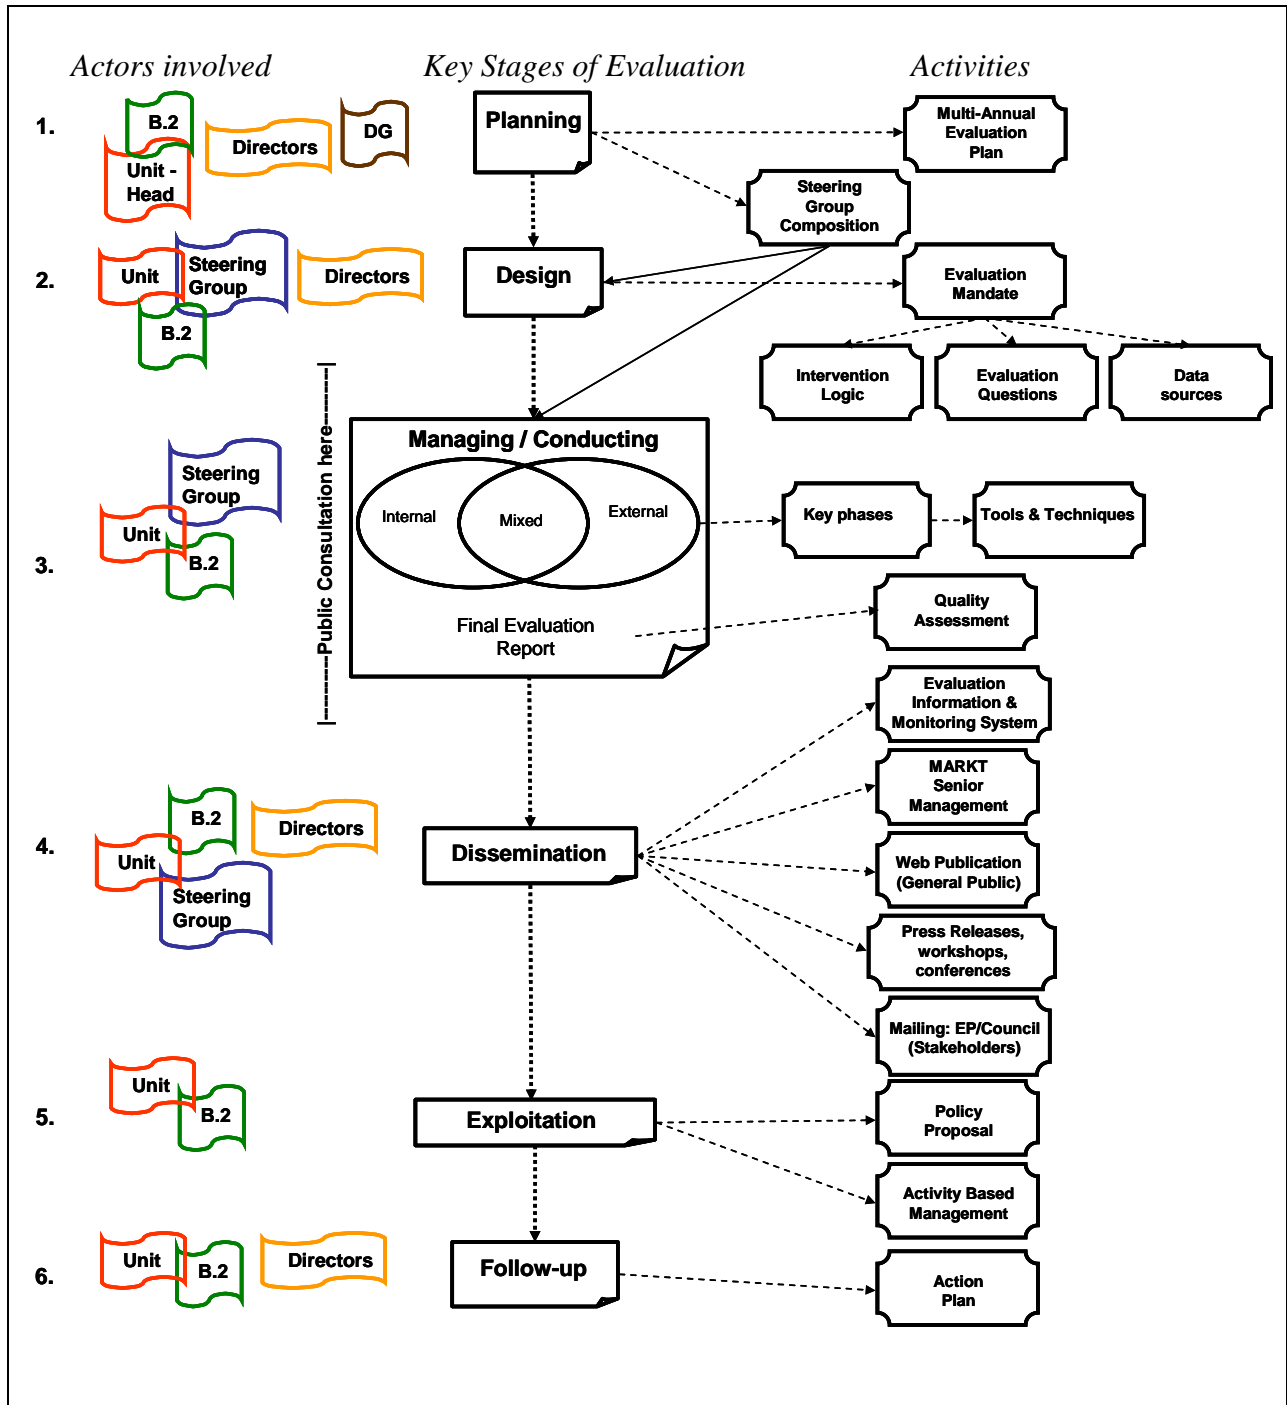 Actors involved
Key Stages of Evaluation
Activities
1.
B.2
Unit -
Head
Directors
DG
Planning
Multi-Annual
Evaluation
Plan
Steering
Group
Composition
2.
Unit
Steering
Group
B.2
Directors
Design
Evaluation
Mandate
Intervention
Logic
Evaluation
Questions
Data
sources
-----Public Consultation here-----
3.
Steering
Group
Unit
B.2
Managing / Conducting
Internal
Mixed
External
Final Evaluation
Report
Key phases
Tools & Techniques
Quality
Assessment
4.
B.2
Directors
Unit
Steering
Group
Dissemination
Evaluation
Information &
Monitoring System
MARKT
Senior
Management
Web Publication
(General Public)
Press Releases,
workshops,
conferences
Mailing: EP/Council
(Stakeholders)
5.
Unit
B.2
Exploitation
Policy
Proposal
Activity Based
Management
6.
Unit
B.2
Directors
Follow-up
Action
Plan